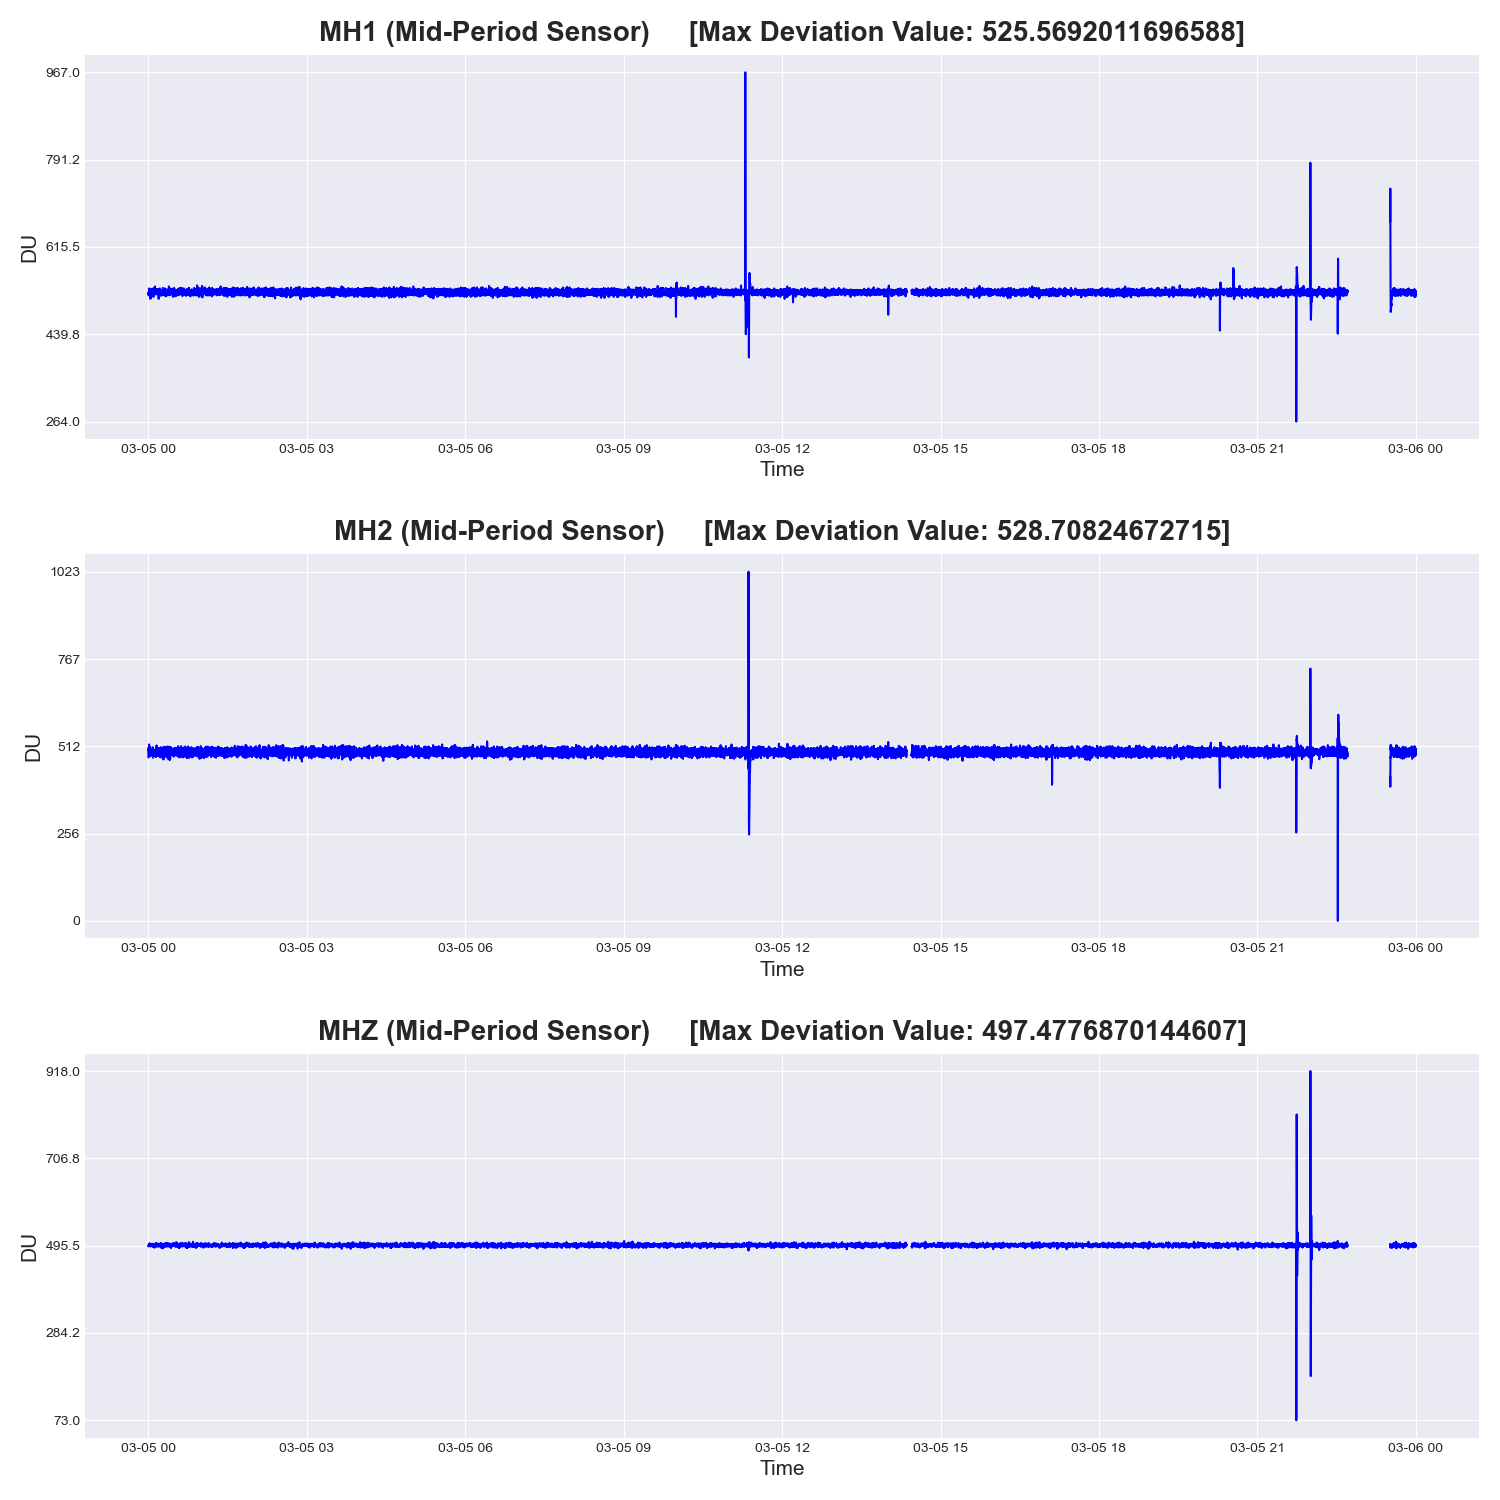 MH1 (Mid-Period Sensor)     [Max Deviation Value: 525.5692011696588]
967.0
791.2
615.5
439.8
264.0
DU
03-05 00 03-05 03 03-05 06 03-05 09 03-05 12 03-05 15 03-05 18 03-05 21 03-06 00
Time
MH2 (Mid-Period Sensor)     [Max Deviation Value: 528.70824672715]
1023
767
512
256
0
DU
03-05 00 03-05 03 03-05 06 03-05 09 03-05 12 03-05 15 03-05 18 03-05 21 03-06 00
Time
MHZ (Mid-Period Sensor)     [Max Deviation Value: 497.4776870144607]
918.0
706.8
495.5
284.2
73.0
DU
03-05 00 03-05 03 03-05 06 03-05 09 03-05 12 03-05 15 03-05 18 03-05 21 03-06 00
Time